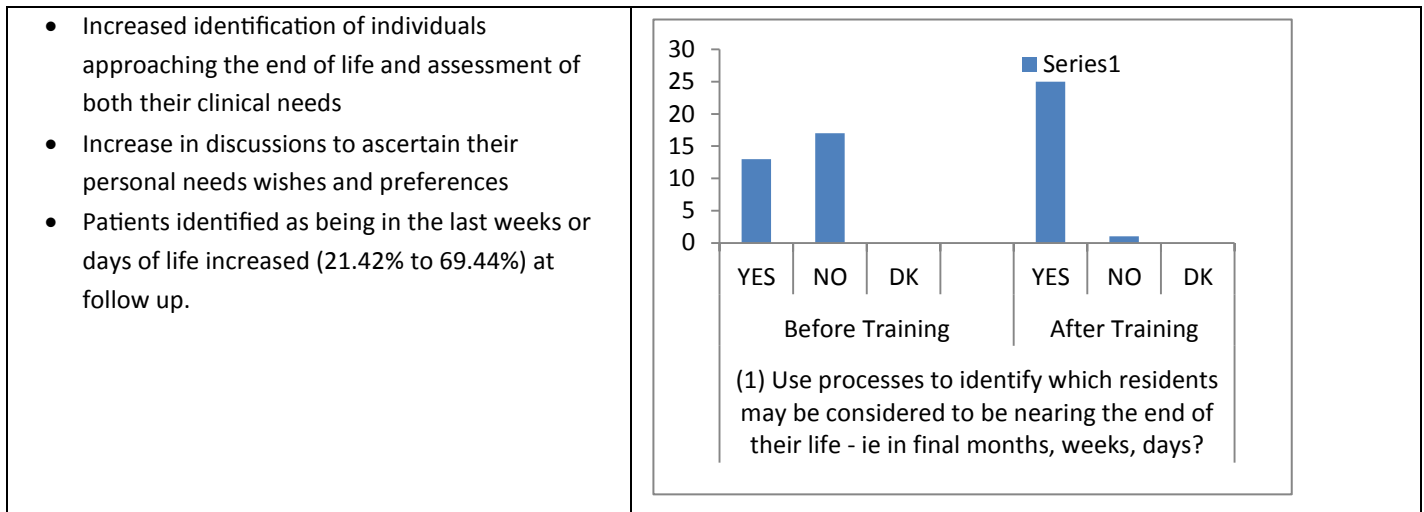 • Increased identification of individuals
approaching the end of life and assessment of
both their clinical needs
• Increase in discussions to ascertain their
personal needs wishes and preferences
• Patients identified as being in the last weeks or
days of life increased (21.42% to 69.44%) at
follow up.
30
25
20
15
10
5
0
Series1
YES NO DK YES NO DK
Before Training After Training
(1) Use processes to identify which residents
may be considered to be nearing the end of
their life - ie in final months, weeks, days?